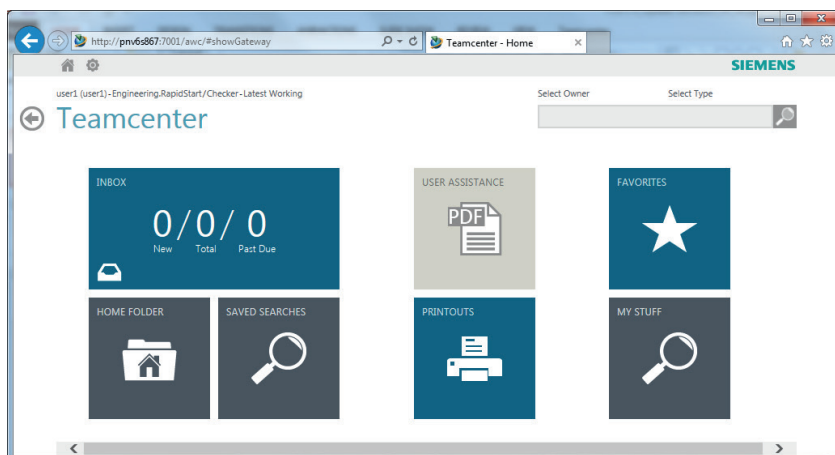 http://pnv6s867:7001/awc/#showGateway
Teamcenter - Home
SIEMENS
user1 (user1)-Engineering.RapidStart/Checker-Latest Working
Select Owner
Select Type
Teamcenter
INBOX
0/0/0
New Total Past Due
USER ASSISTANCE
PDF
FAVORITES
HOME FOLDER
SAVED SEARCHES
PRINTOUTS
MY STUFF